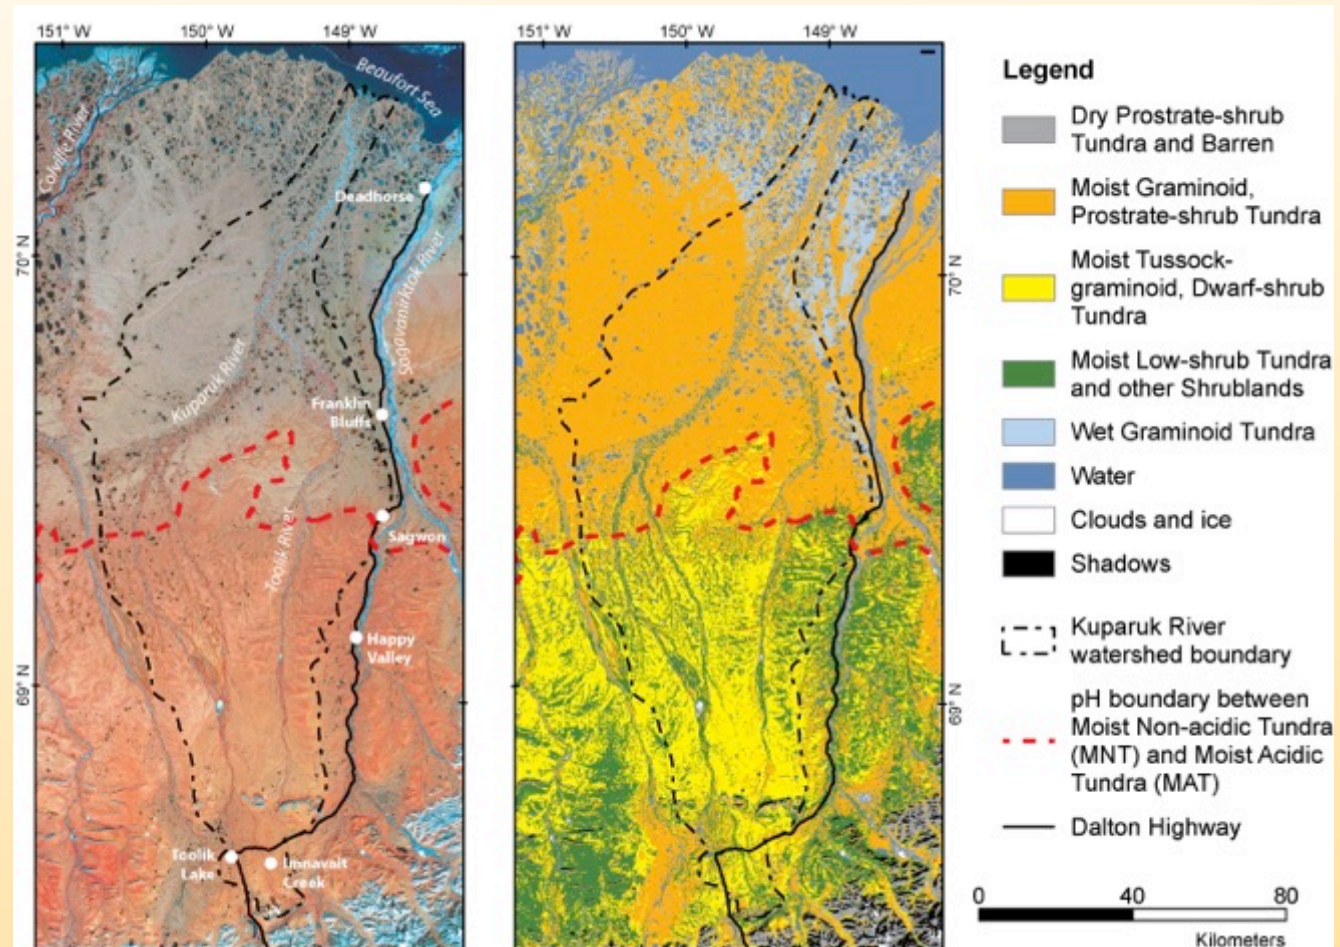 151° W 150° W 149° W
Beaufort Sea
Colville River
Deadhorse
70° N
Sagavanirktok River
Kuparuk River
Franklin
Bluffs
Sagwon
Toolik River
Happy
Valley
69° N
Toolik
Lake
Imnavait
Creek
151° W 150° W 149° W
70° N
69° N
Legend
Dry Prostrate-shrub
Tundra and Barren
Moist Graminoid,
Prostrate-shrub Tundra
Moist Tussock-
graminoid, Dwarf-shrub
Tundra
Moist Low-shrub Tundra
and other Shrublands
Wet Graminoid Tundra
Water
Clouds and ice
Shadows
Kuparuk River
watershed boundary
pH boundary between
Moist Non-acidic Tundra
(MNT) and Moist Acidic
Tundra (MAT)
Dalton Highway
0 40 80
Kilometers